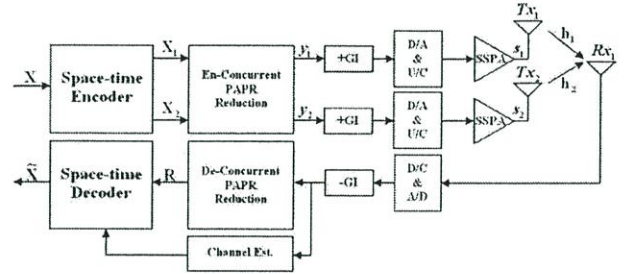 X
Space-time
Encoder
X₁
X₂
En-Concurrent
PAPR
Reduction
y₁
y₂
+GI
+GI
D/A
&
U/C
D/A
&
U/C
SSPA
SSPA
s₁
s₂
Tx₁
Tx₂
h₁
h₂
Rx₁
X̃
Space-time
Decoder
R
De-Concurrent
PAPR
Reduction
-GI
D/C
&
A/D
Channel Est.